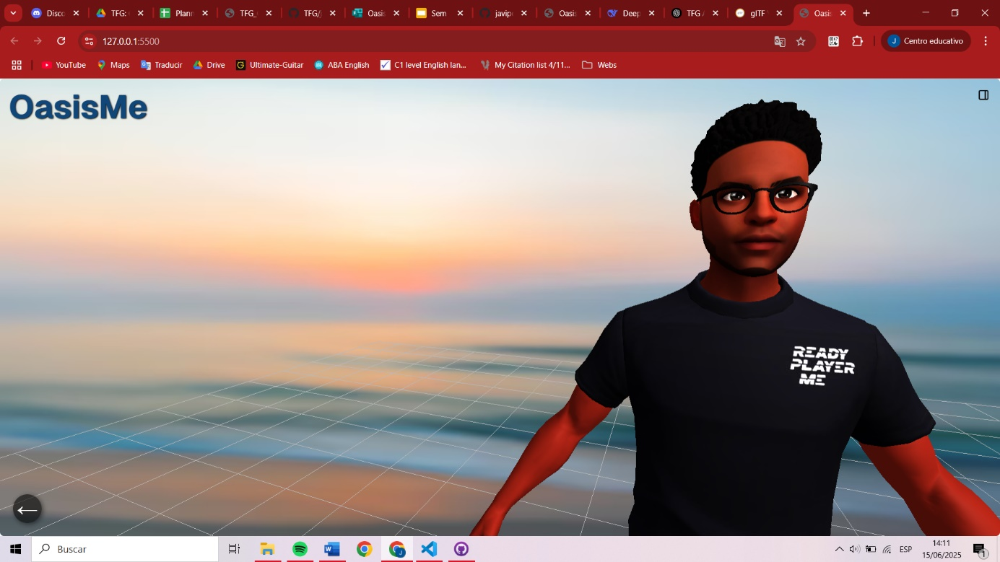 Disco
TFG:
Plann
TFG_
TFG/j
Oasis
Sem
javip
Oasis
Deep
TFG /
glTF
Oasis
127.0.0.1:5500
Centro educativo
YouTube
Maps
Traducir
Drive
Ultimate-Guitar
ABA English
C1 level English lan...
My Citation list 4/11...
Webs
OasisMe
READY
PLAYER
ME
Buscar
ESP
14:11
15/06/2025